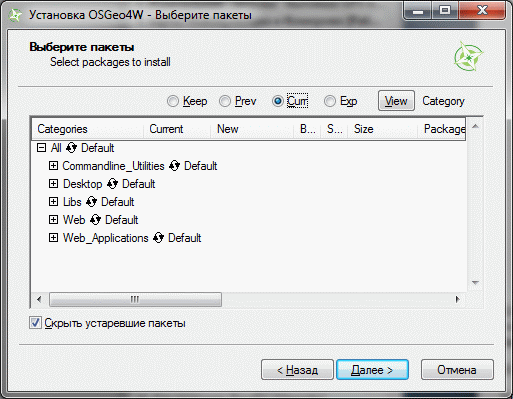 Установка OSGeo4W - Выберите пакеты
Выберите пакеты
Select packages to install
Keep Prev Curr Exp View Category
Categories Current New B... S... Size Package
All Default
Commandline_Utilities Default
Desktop Default
Libs Default
Web Default
Web_Applications Default
Скрыть устаревшие пакеты
< Назад Далее > Отмена